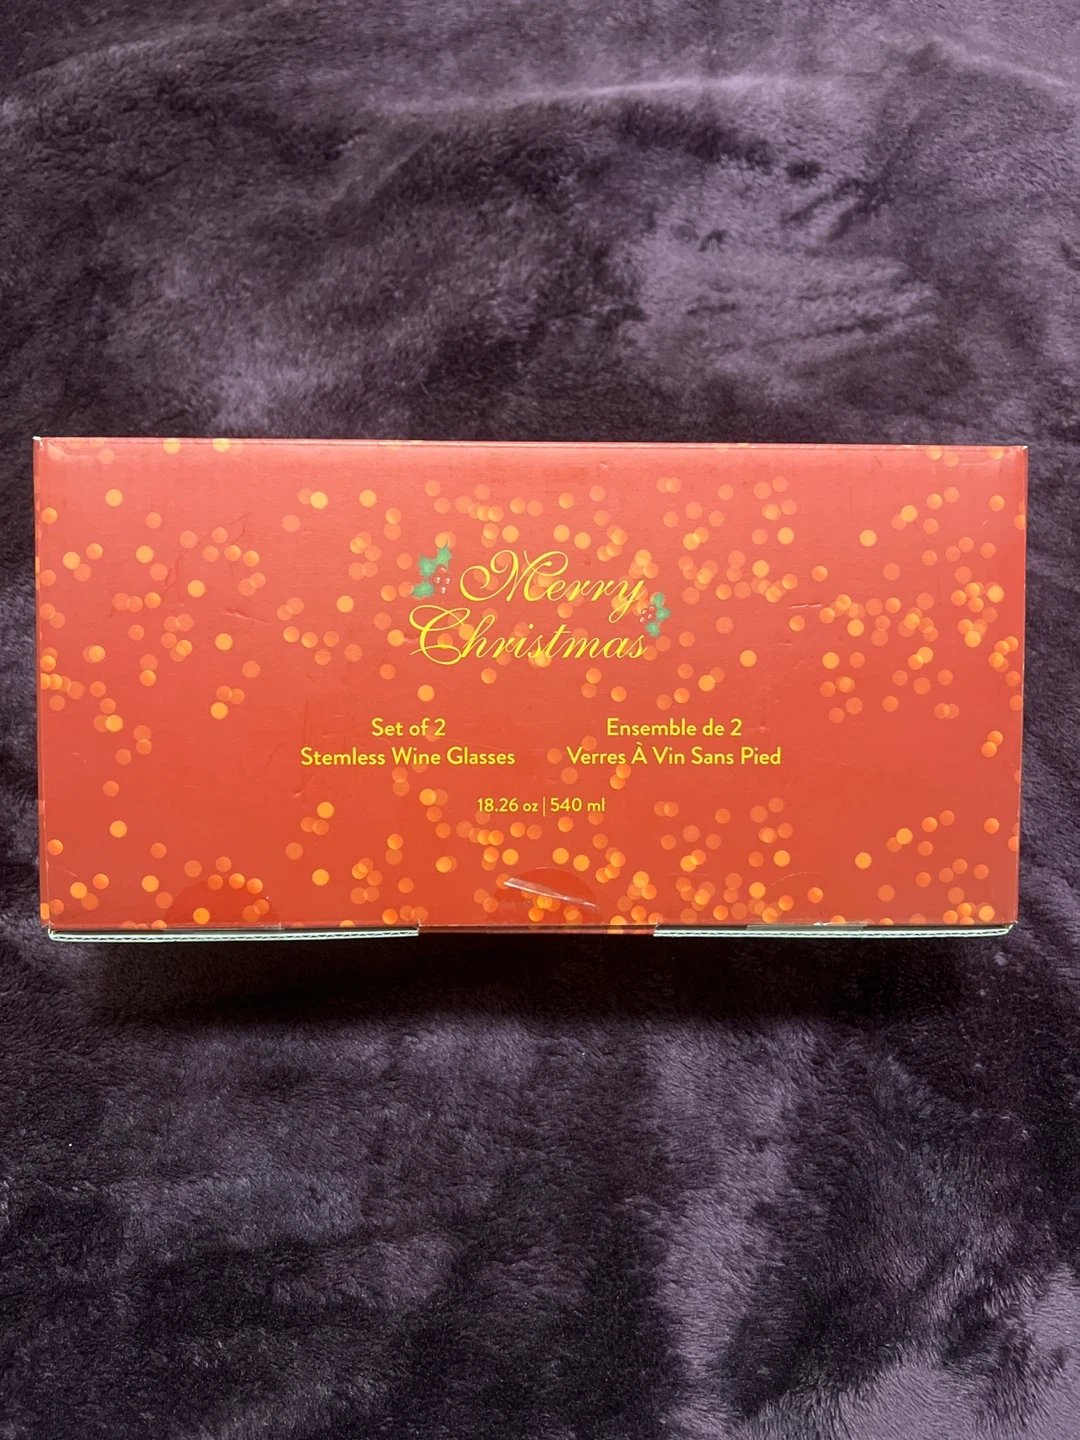 Merry
Christmas
Set of 2
Stemless Wine Glasses
Ensemble de 2
Verres À Vin Sans Pied
18.26 oz | 540 ml